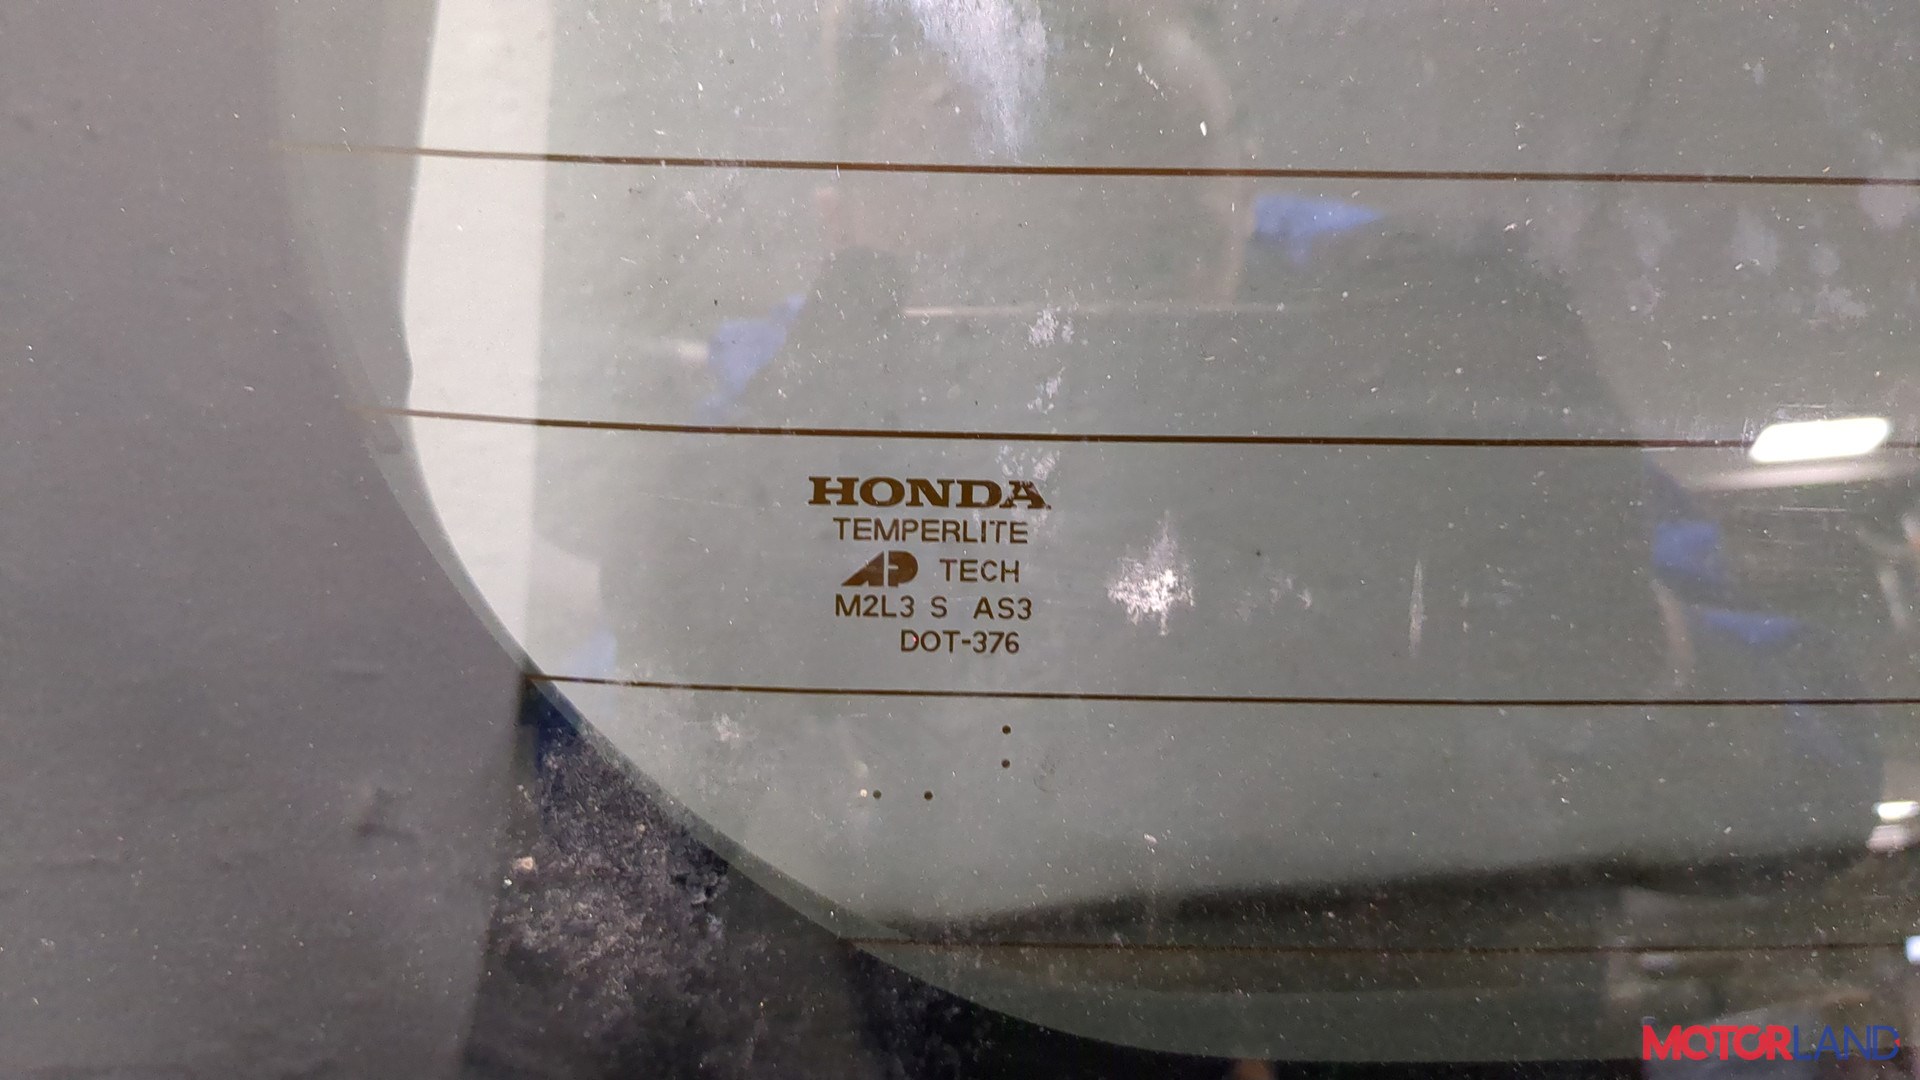 HONDA
TEMPERLITE
AP TECH
M2L3 S AS3
DOT-376
MOTORLAND